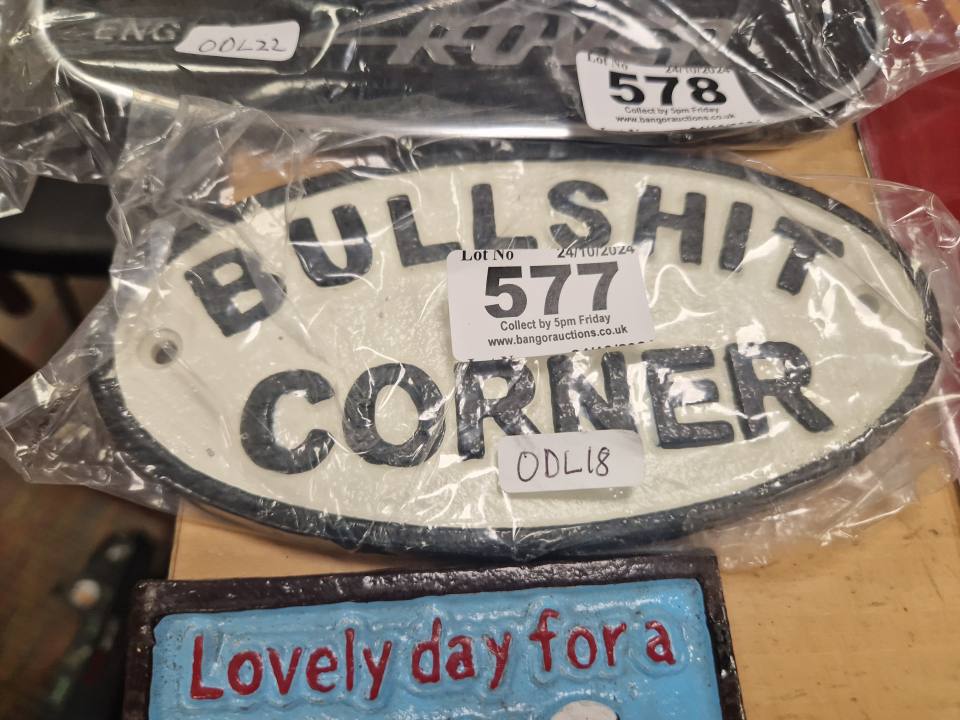 ENG
ODL22
ROVER
Lot No 24/10/2024
578
Collect by 5pm Friday
www.bangorauctions.co.uk
BULLSHIT
Lot No 24/10/2024
577
Collect by 5pm Friday
www.bangorauctions.co.uk
CORNER
ODL18
Lovely day for a